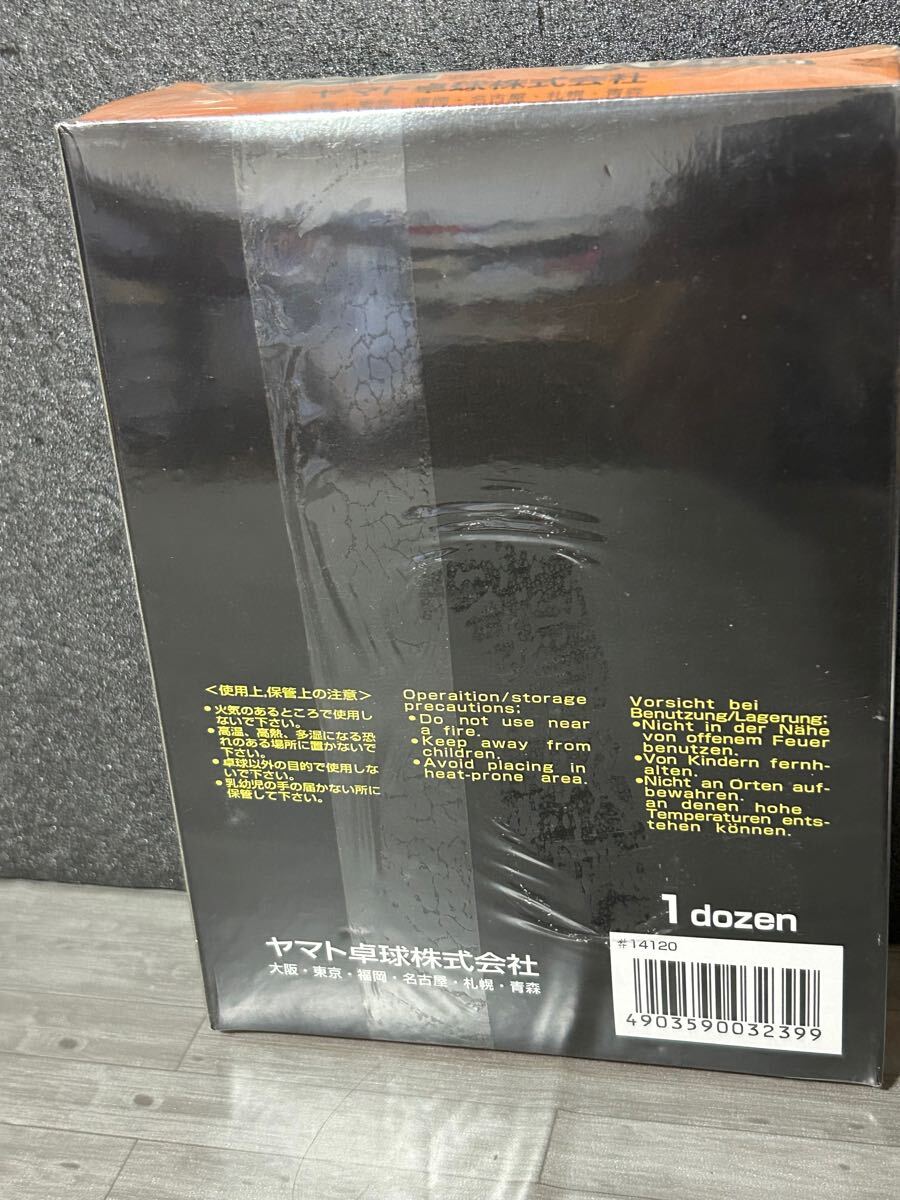 ヤマト卓球株式会社
・名古屋・札幌・青森
<使用上,保管上の注意>
●火気のあるところで使用し
ないで下さい。
●高温、高熱、多湿になる恐
れのある場所に置かないで
下さい。
●卓球以外の目的で使用しな
いで下さい。
●乳幼児の手の届かない所に
保管して下さい。
Operaition/storage
precautions:
●Do not use near
a fire.
●Keep away from
children.
●Avoid placing in
heat-prone area.
Vorsicht bei
Benutzung/Lagerung:
●Nicht in der Nähe
von offenem Feuer
benutzen.
●Von Kindern fernh-
alten.
●Nicht an Orten auf-
bewahren.
an denen hohe
Temperaturen ents-
tehen können.
1 dozen
ヤマト卓球株式会社
大阪・東京・福岡・名古屋・札幌・青森
#14120
4903590032399